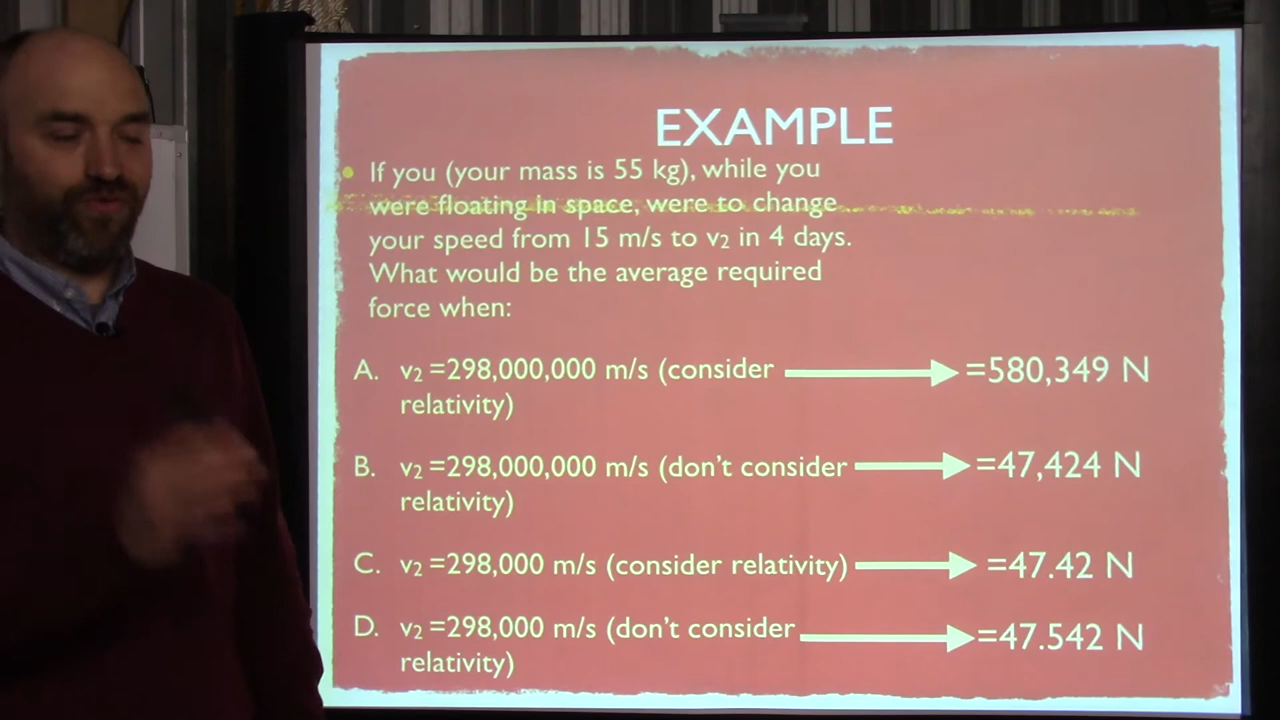 EXAMPLE
• If you (your mass is 55 kg), while you
were floating in space, were to change
your speed from 15 m/s to v₂ in 4 days.
What would be the average required
force when:
A. v₂ =298,000,000 m/s (consider =580,349 N
relativity)
B. v₂ =298,000,000 m/s (don't consider =47,424 N
relativity)
C. v₂ =298,000 m/s (consider relativity) =47.42 N
D. v₂ =298,000 m/s (don't consider =47.542 N
relativity)